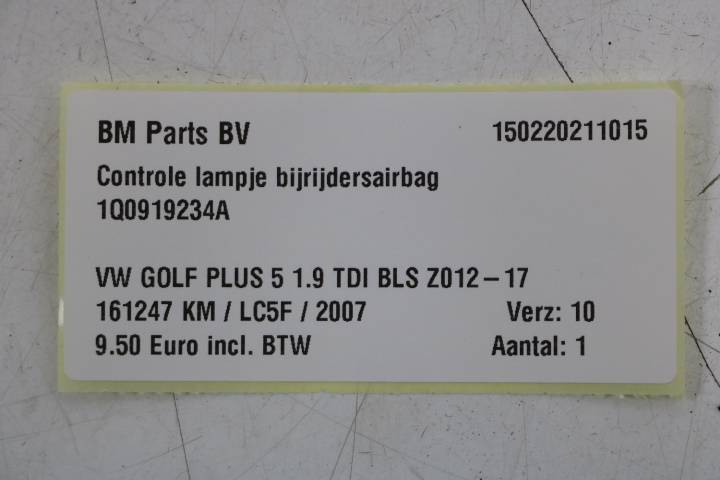 BM Parts BV 150220211015
Controle lampje bijrijdersairbag
1Q0919234A
VW GOLF PLUS 5 1.9 TDI BLS Z012-17
161247 KM / LC5F / 2007 Verz: 10
9.50 Euro incl. BTW Aantal: 1